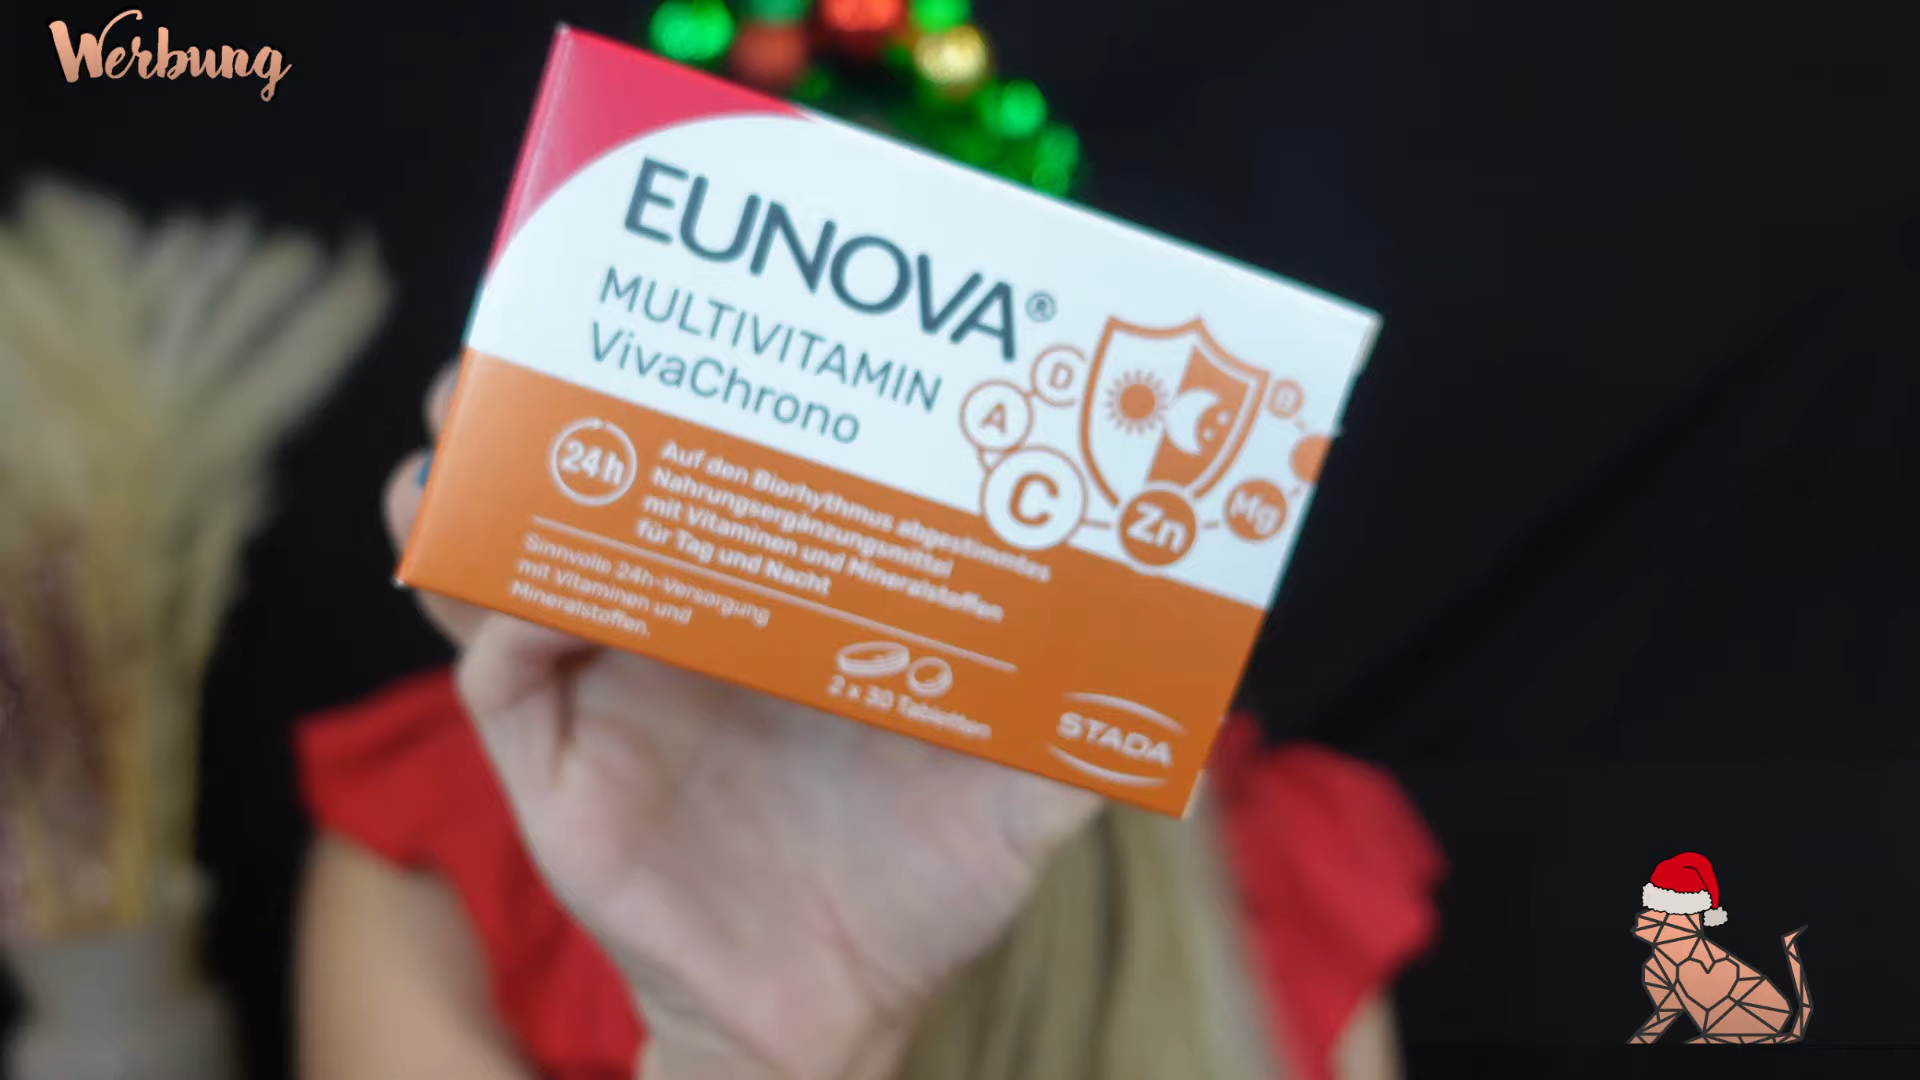 Werbung
EUNOVA®
MULTIVITAMIN
VivaChrono
D
A
B
C
Zn
Mg
24h
Auf den Biorhythmus abgestimmtes
Nahrungsergänzungsmittel
mit Vitaminen und Mineralstoffen
für Tag und Nacht
Sinnvolle 24h-Versorgung
mit Vitaminen und
Mineralstoffen.
2 x 30 Tabletten
STADA